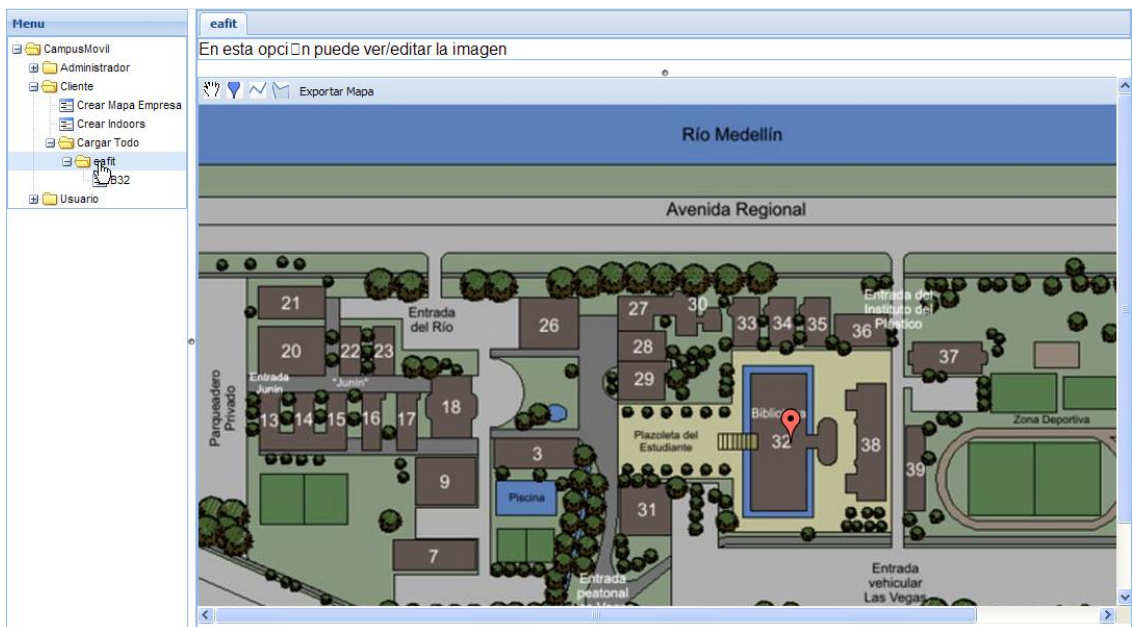 Menu
CampusMovil
Administrador
Cliente
Crear Mapa Empresa
Crear Indoors
Cargar Todo
eafit
B32
Usuario
eafit
En esta opci□n puede ver/editar la imagen
Exportar Mapa
Río Medellín
Avenida Regional
21
Entrada
del Río
26
27
30
33
34
35
36
Entrada del
Instituto del
Plástico
20
22
23
28
29
37
Entrada
Junín
"Junín"
Parqueadero
Privado
13
14
15
16
17
18
Biblioteca
32
Plazoleta del
Estudiante
38
39
Zona Deportiva
3
9
Piscina
31
7
Entrada
peatonal
Entrada
vehicular
Las Vegas